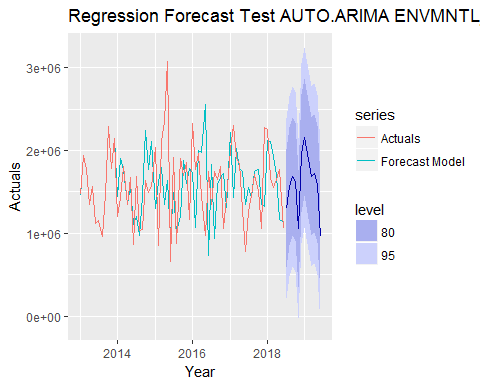 Regression Forecast Test AUTO.ARIMA ENVMNTL
3e+06
2e+06
1e+06
0e+00
Actuals
2014
2016
2018
Year
series
Actuals
Forecast Model
level
80
95